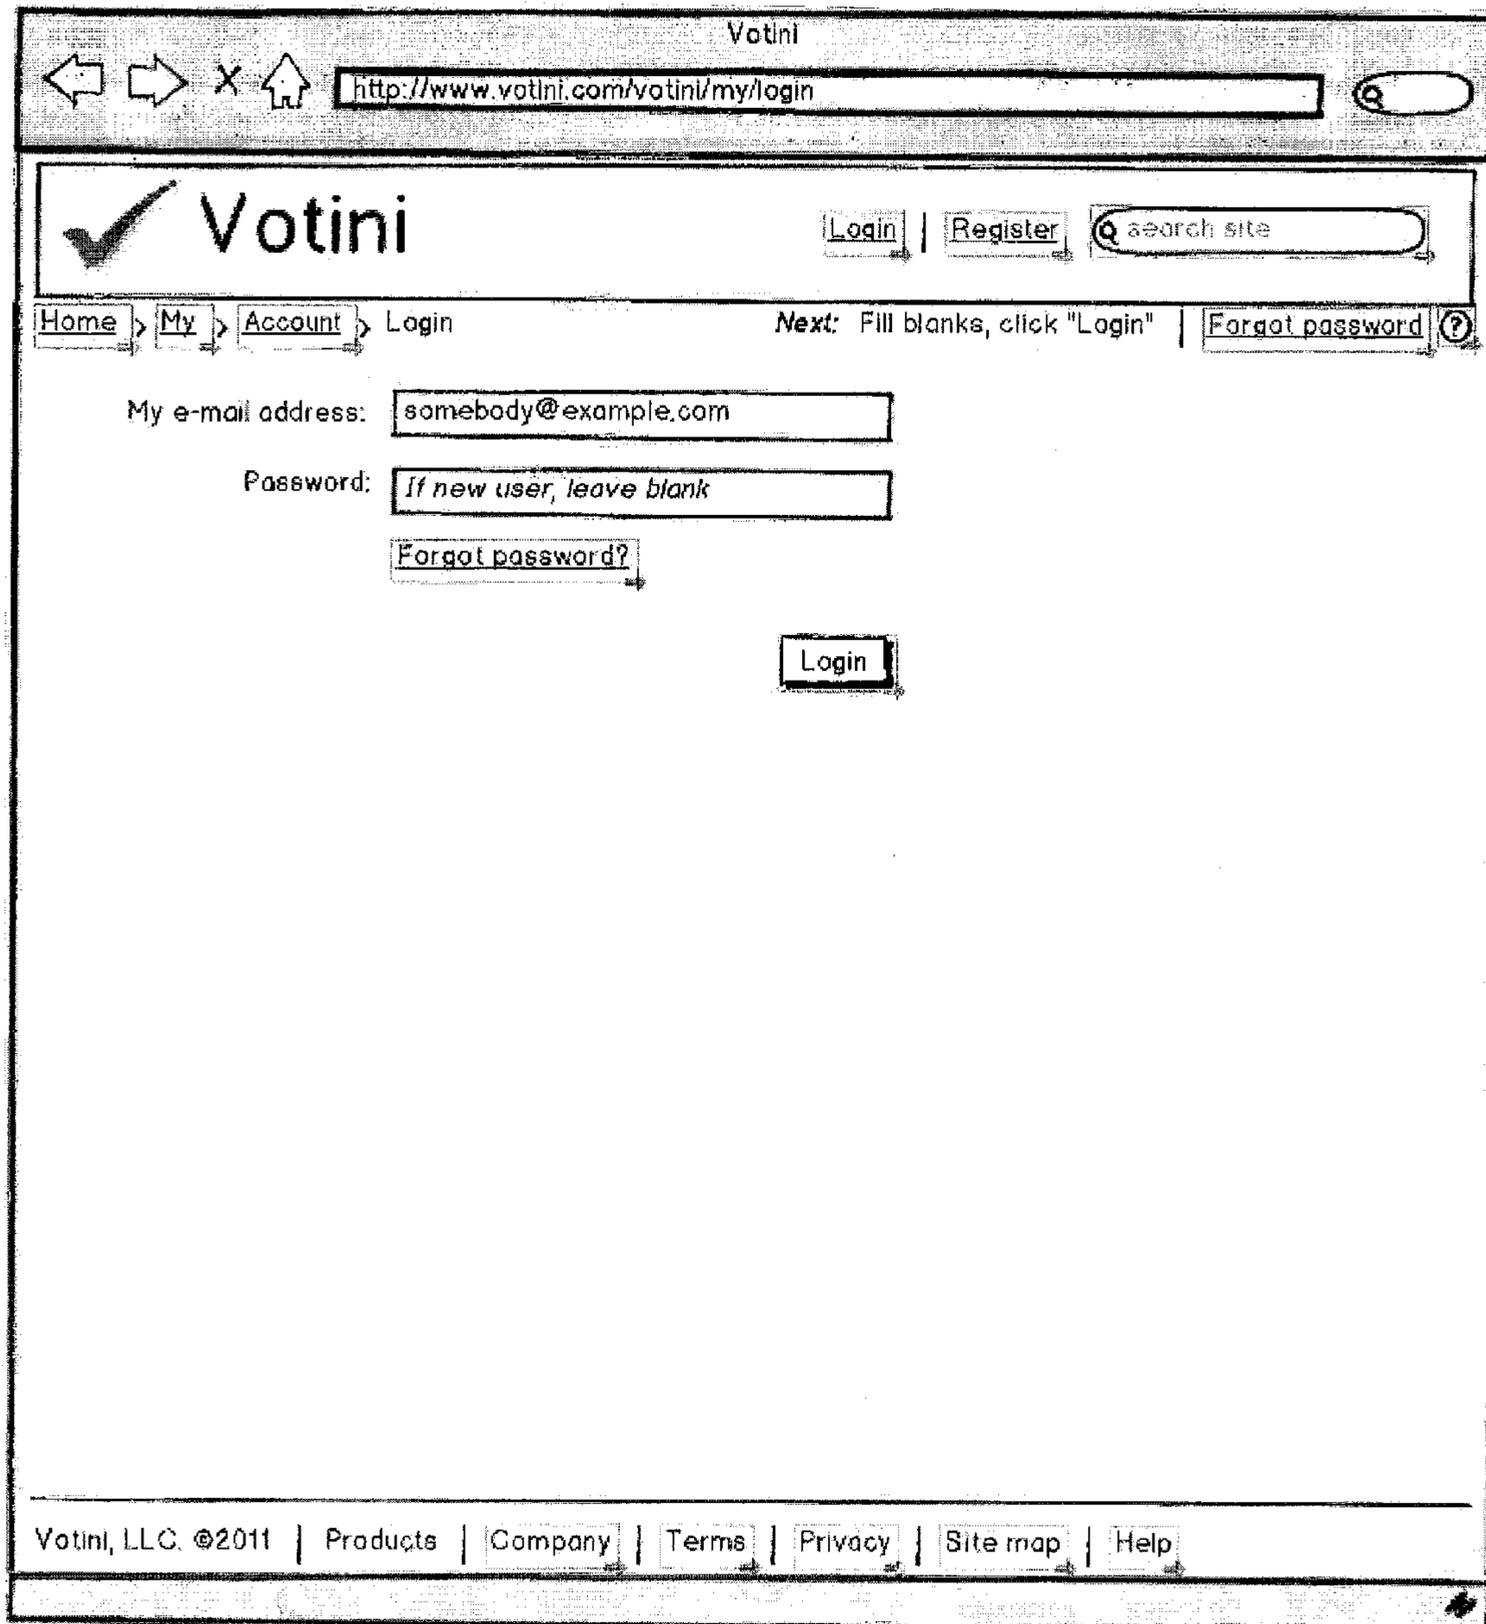 Votini
http://www.votini.com/votini/my/login
Votini Login | Register search site
Home > My > Account > Login Next: Fill blanks, click "Login" | Forgot password ?
My e-mail address: somebody@example.com
Password: If new user, leave blank
Forgot password?
Login
Votini, LLC. ©2011 | Products | Company | Terms | Privacy | Site map | Help